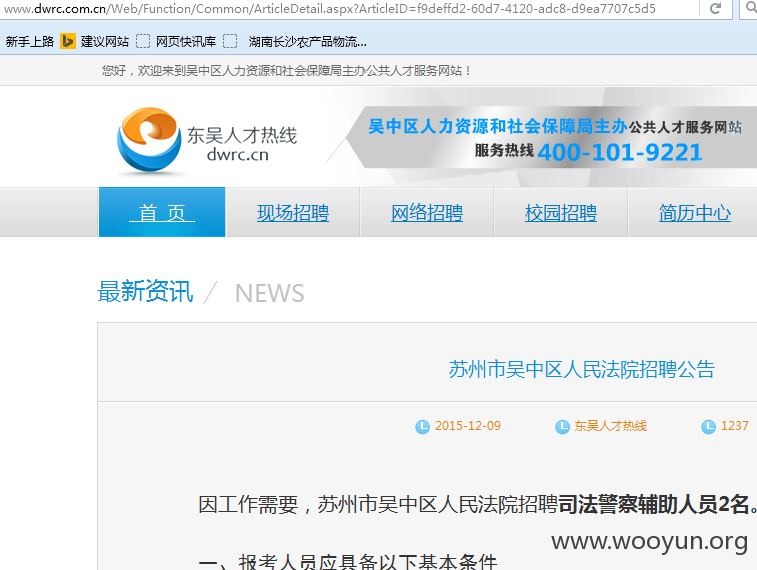 www.dwrc.com.cn/Web/Function/Common/ArticleDetail.aspx?ArticleID=f9deffd2-60d7-4120-adc8-d9ea7707c5d5
新手上路 建议网站 网页快讯库 湖南长沙农产品物流...
您好，欢迎来到吴中区人力资源和社会保障局主办公共人才服务网站！
东吴人才热线
dwrc.cn
吴中区人力资源和社会保障局主办公共人才服务网站
服务热线 400-101-9221
首 页 现场招聘 网络招聘 校园招聘 简历中心
最新资讯 / NEWS
苏州市吴中区人民法院招聘公告
2015-12-09 东吴人才热线 1237
因工作需要，苏州市吴中区人民法院招聘司法警察辅助人员2名。
www.wooyun.org
一、报考人员应具备以下基本条件